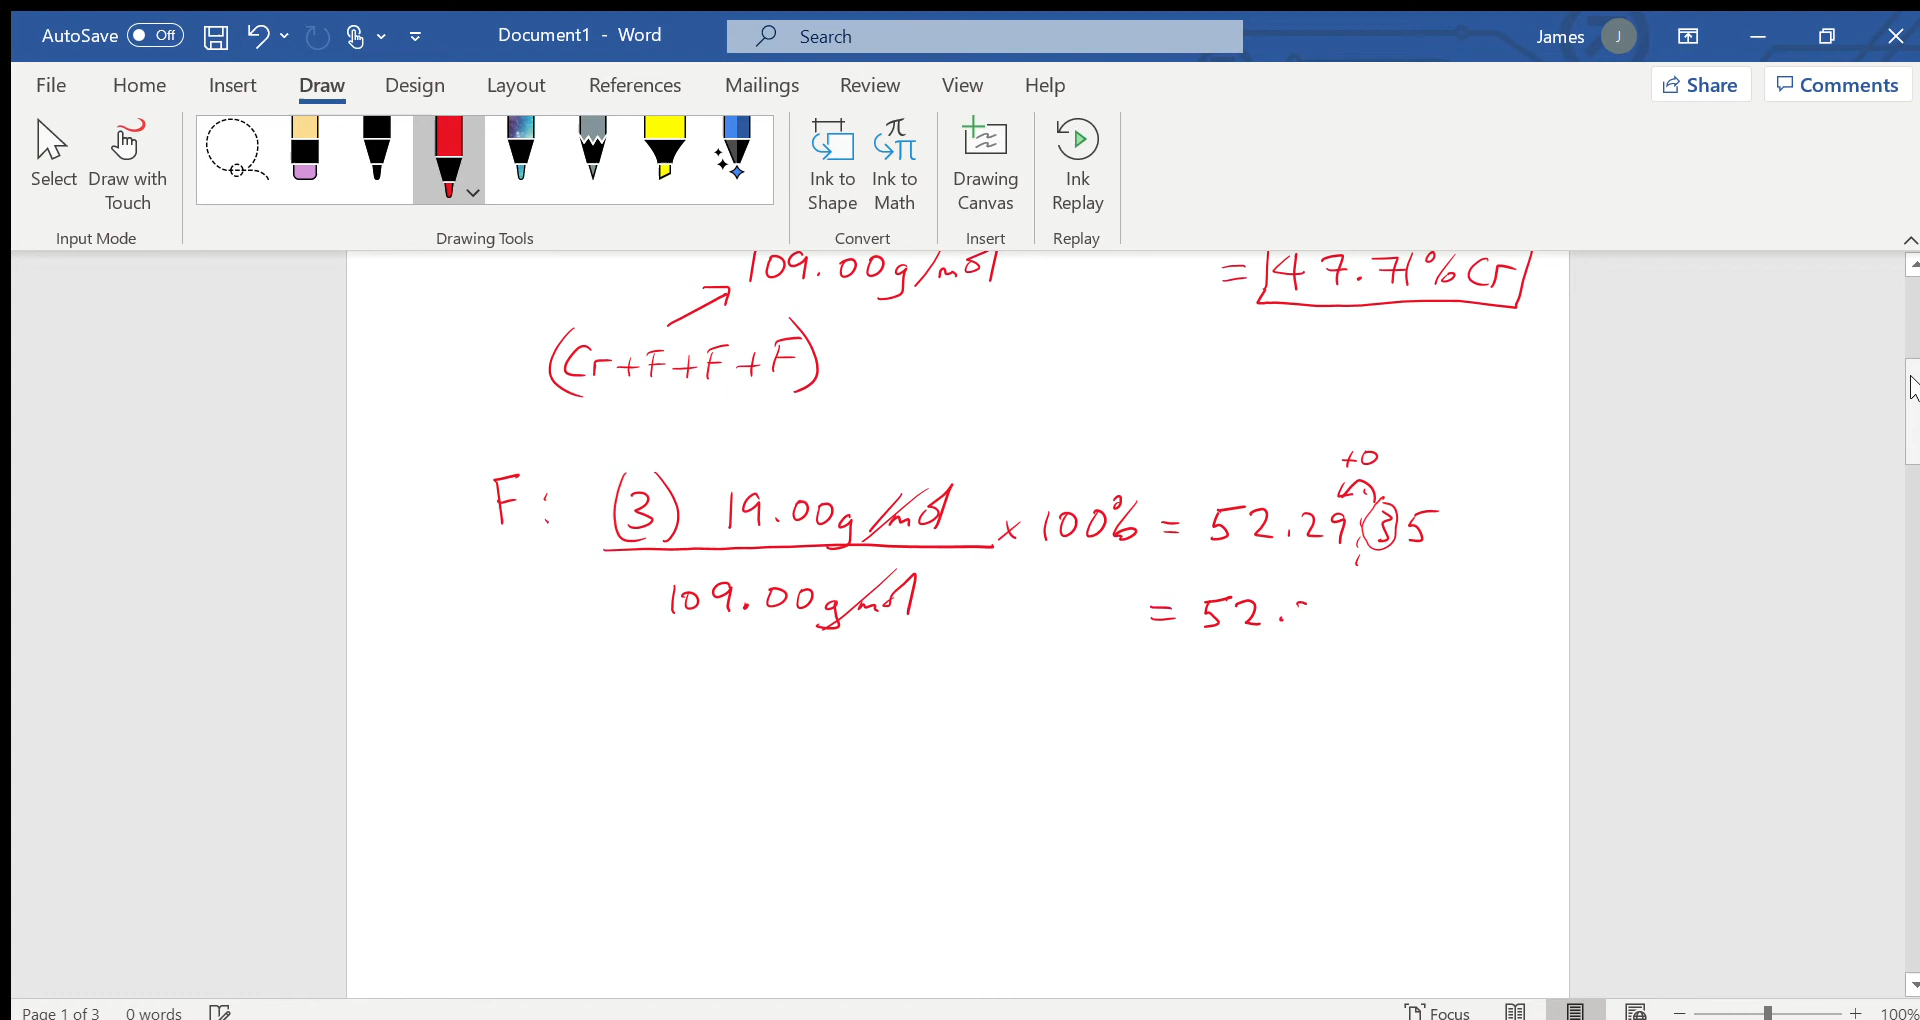 AutoSave Off Document1 - Word Search James J
File Home Insert Draw Design Layout References Mailings Review View Help Share Comments
Select Draw with Touch Ink to Shape Ink to Math Drawing Canvas Ink Replay
Input Mode Drawing Tools Convert Insert Replay
109.00g/mol = 47.71%Cr
(Cr+F+F+F)
+0
F: (3) 19.00g/mol x 100% = 52.2935
109.00g/mol = 52.
Page 1 of 3 0 words Focus 100%